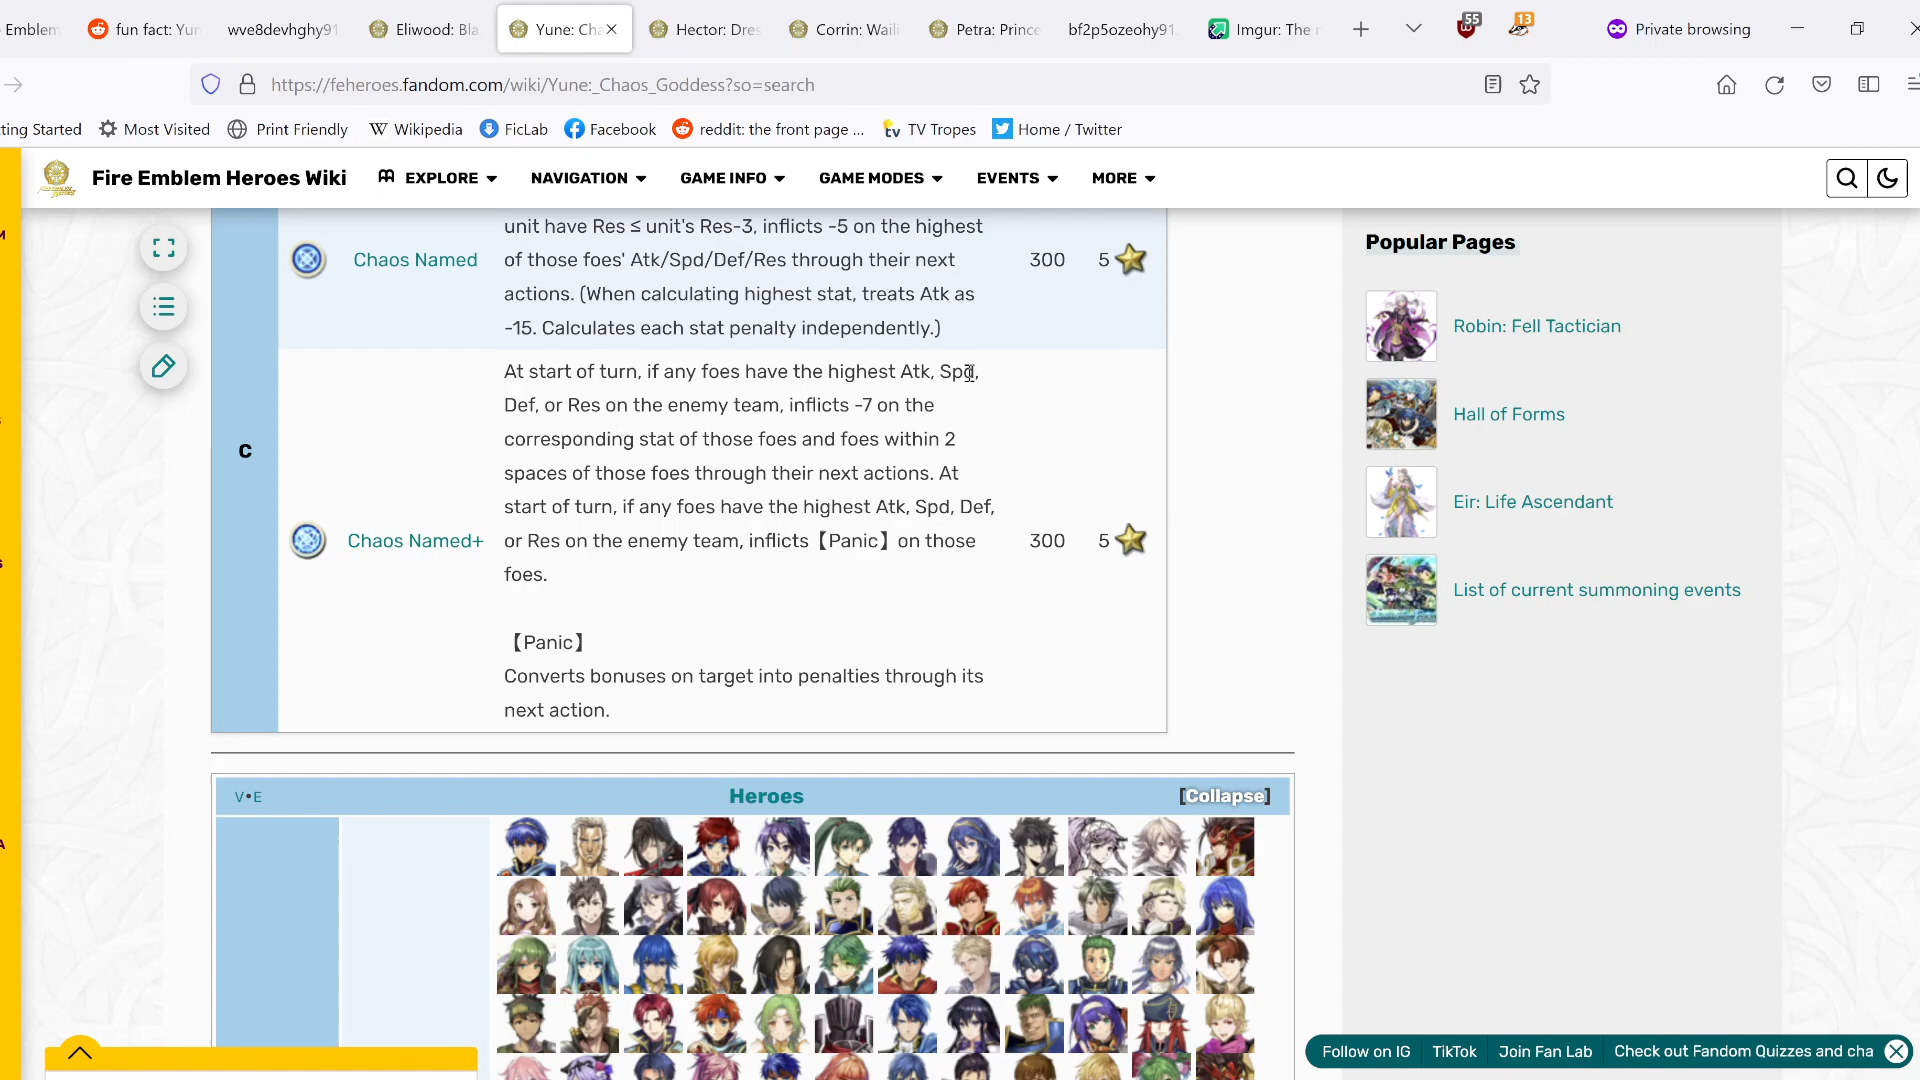 Emblem
fun fact: Yun
wve8devhghy91
Eliwood: Bla
Yune: Cha
Hector: Dres
Corrin: Waili
Petra: Prince
bf2p5ozeohy91.
Imgur: The m
55
13
Private browsing
https://feheroes.fandom.com/wiki/Yune:_Chaos_Goddess?so=search
ting Started
Most Visited
Print Friendly
Wikipedia
FicLab
Facebook
reddit: the front page ...
TV Tropes
Home / Twitter
Fire Emblem Heroes Wiki
EXPLORE
NAVIGATION
GAME INFO
GAME MODES
EVENTS
MORE
C
Chaos Named
unit have Res ≤ unit's Res-3, inflicts -5 on the highest
of those foes' Atk/Spd/Def/Res through their next
actions. (When calculating highest stat, treats Atk as
-15. Calculates each stat penalty independently.)
300
5
Chaos Named+
At start of turn, if any foes have the highest Atk, Spd,
Def, or Res on the enemy team, inflicts -7 on the
corresponding stat of those foes and foes within 2
spaces of those foes through their next actions. At
start of turn, if any foes have the highest Atk, Spd, Def,
or Res on the enemy team, inflicts【Panic】on those
foes.
【Panic】
Converts bonuses on target into penalties through its
next action.
300
5
V•E
Heroes
[Collapse]
Popular Pages
Robin: Fell Tactician
Hall of Forms
Eir: Life Ascendant
List of current summoning events
Follow on IG
TikTok
Join Fan Lab
Check out Fandom Quizzes and cha